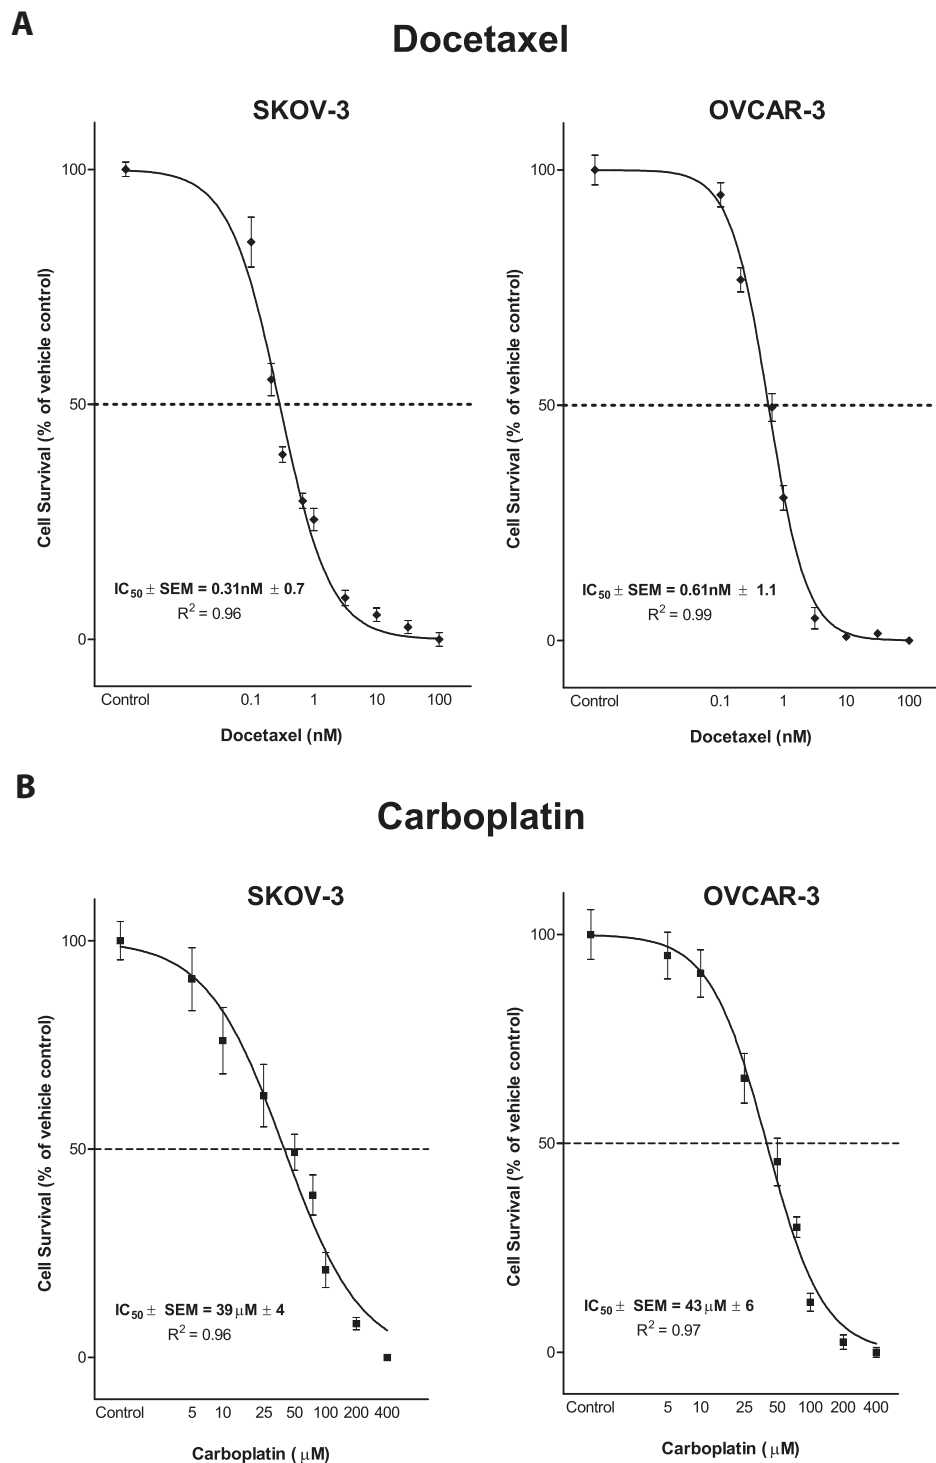 A
Docetaxel
SKOV-3
100
50
0
Cell Survival (% of vehicle control)
IC50 ± SEM = 0.31nM ± 0.7
R2 = 0.96
Control 0.1 1 10 100
Docetaxel (nM)
OVCAR-3
100
50
0
Cell Survival (% of vehicle control)
IC50 ± SEM = 0.61nM ± 1.1
R2 = 0.99
Control 0.1 1 10 100
Docetaxel (nM)
B
Carboplatin
SKOV-3
100
50
0
Cell Survival (% of vehicle control)
IC50 ± SEM = 39 µM ± 4
R2 = 0.96
Control 5 10 25 50 100 200 400
Carboplatin ( µM)
OVCAR-3
100
50
0
Cell Survival (% of vehicle control)
IC50 ± SEM = 43 µM ± 6
R2 = 0.97
Control 5 10 25 50 100 200 400
Carboplatin ( µM)